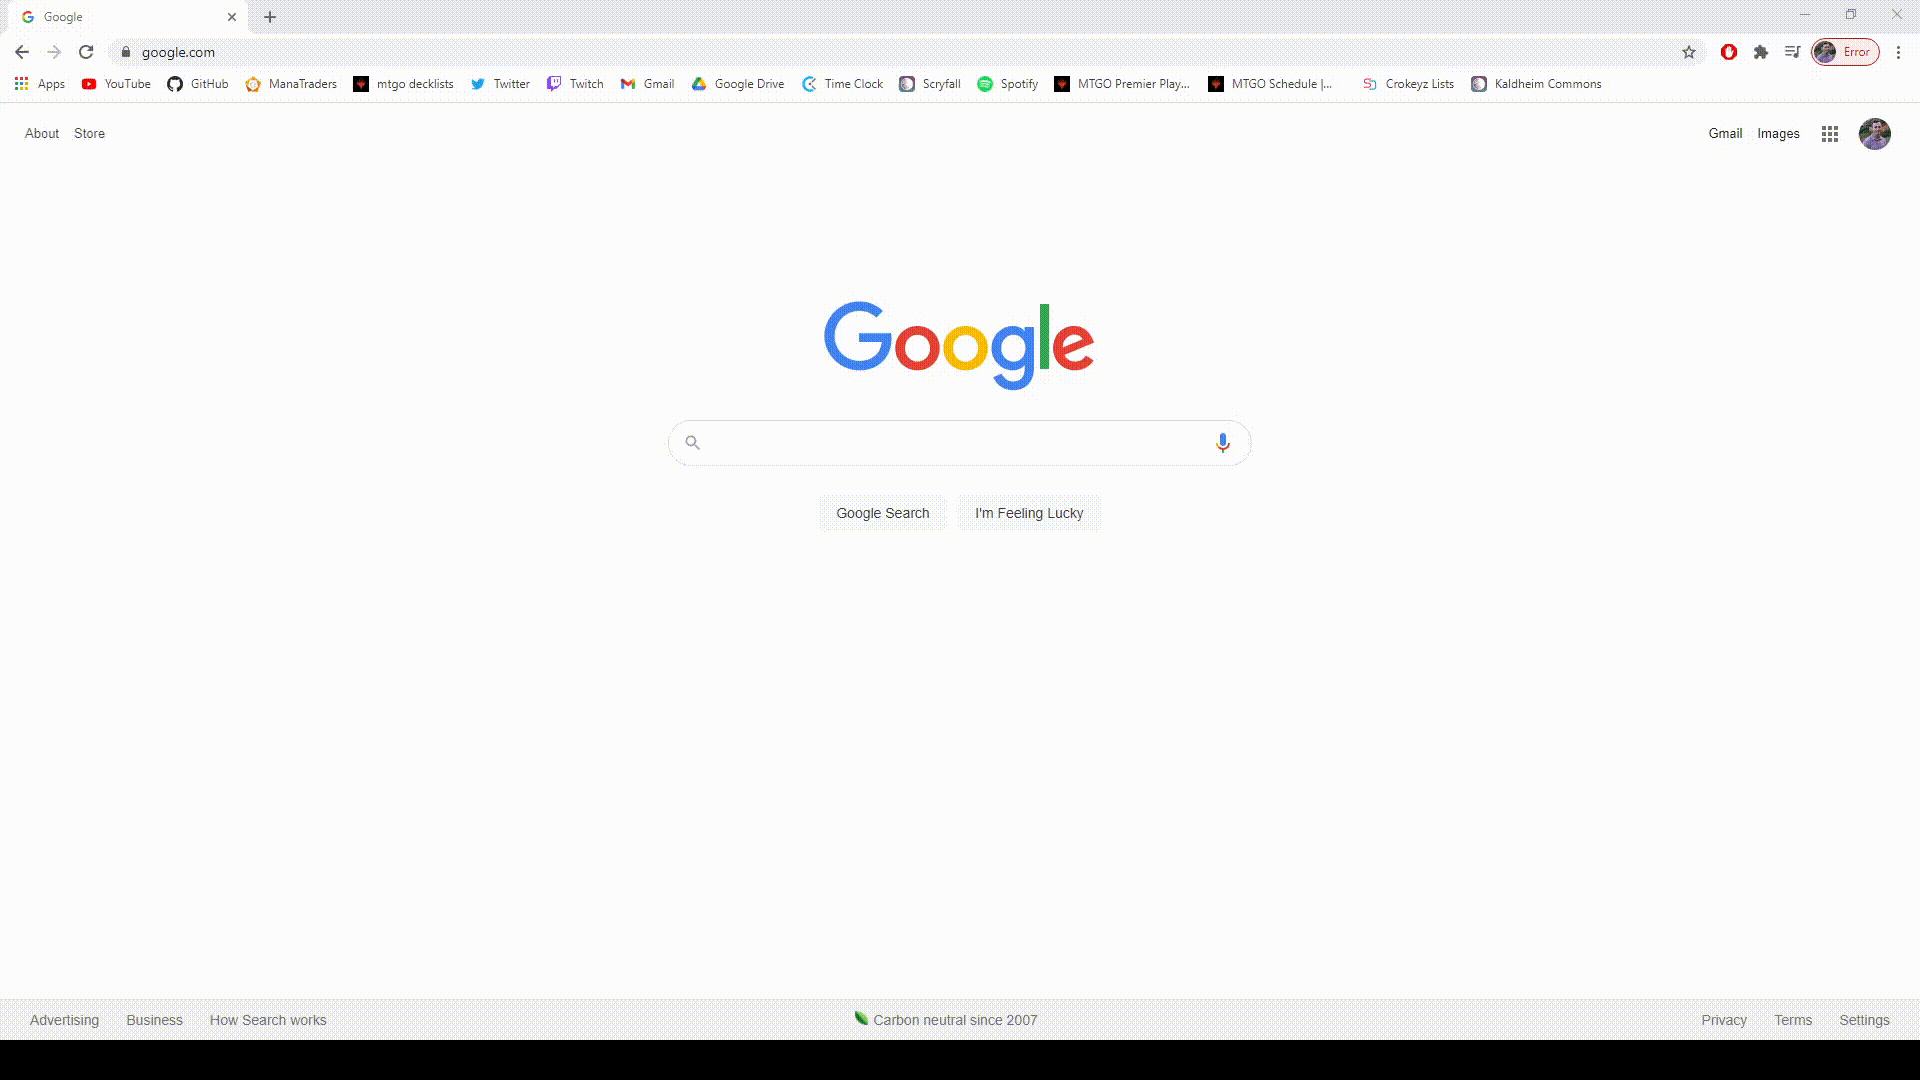 Google
google.com
Error
Apps YouTube GitHub ManaTraders mtgo decklists Twitter Twitch Gmail Google Drive Time Clock Scryfall Spotify MTGO Premier Play... MTGO Schedule |... Crokeyz Lists Kaldheim Commons
About Store Gmail Images
Google
Google Search I'm Feeling Lucky
Advertising Business How Search works Carbon neutral since 2007 Privacy Terms Settings